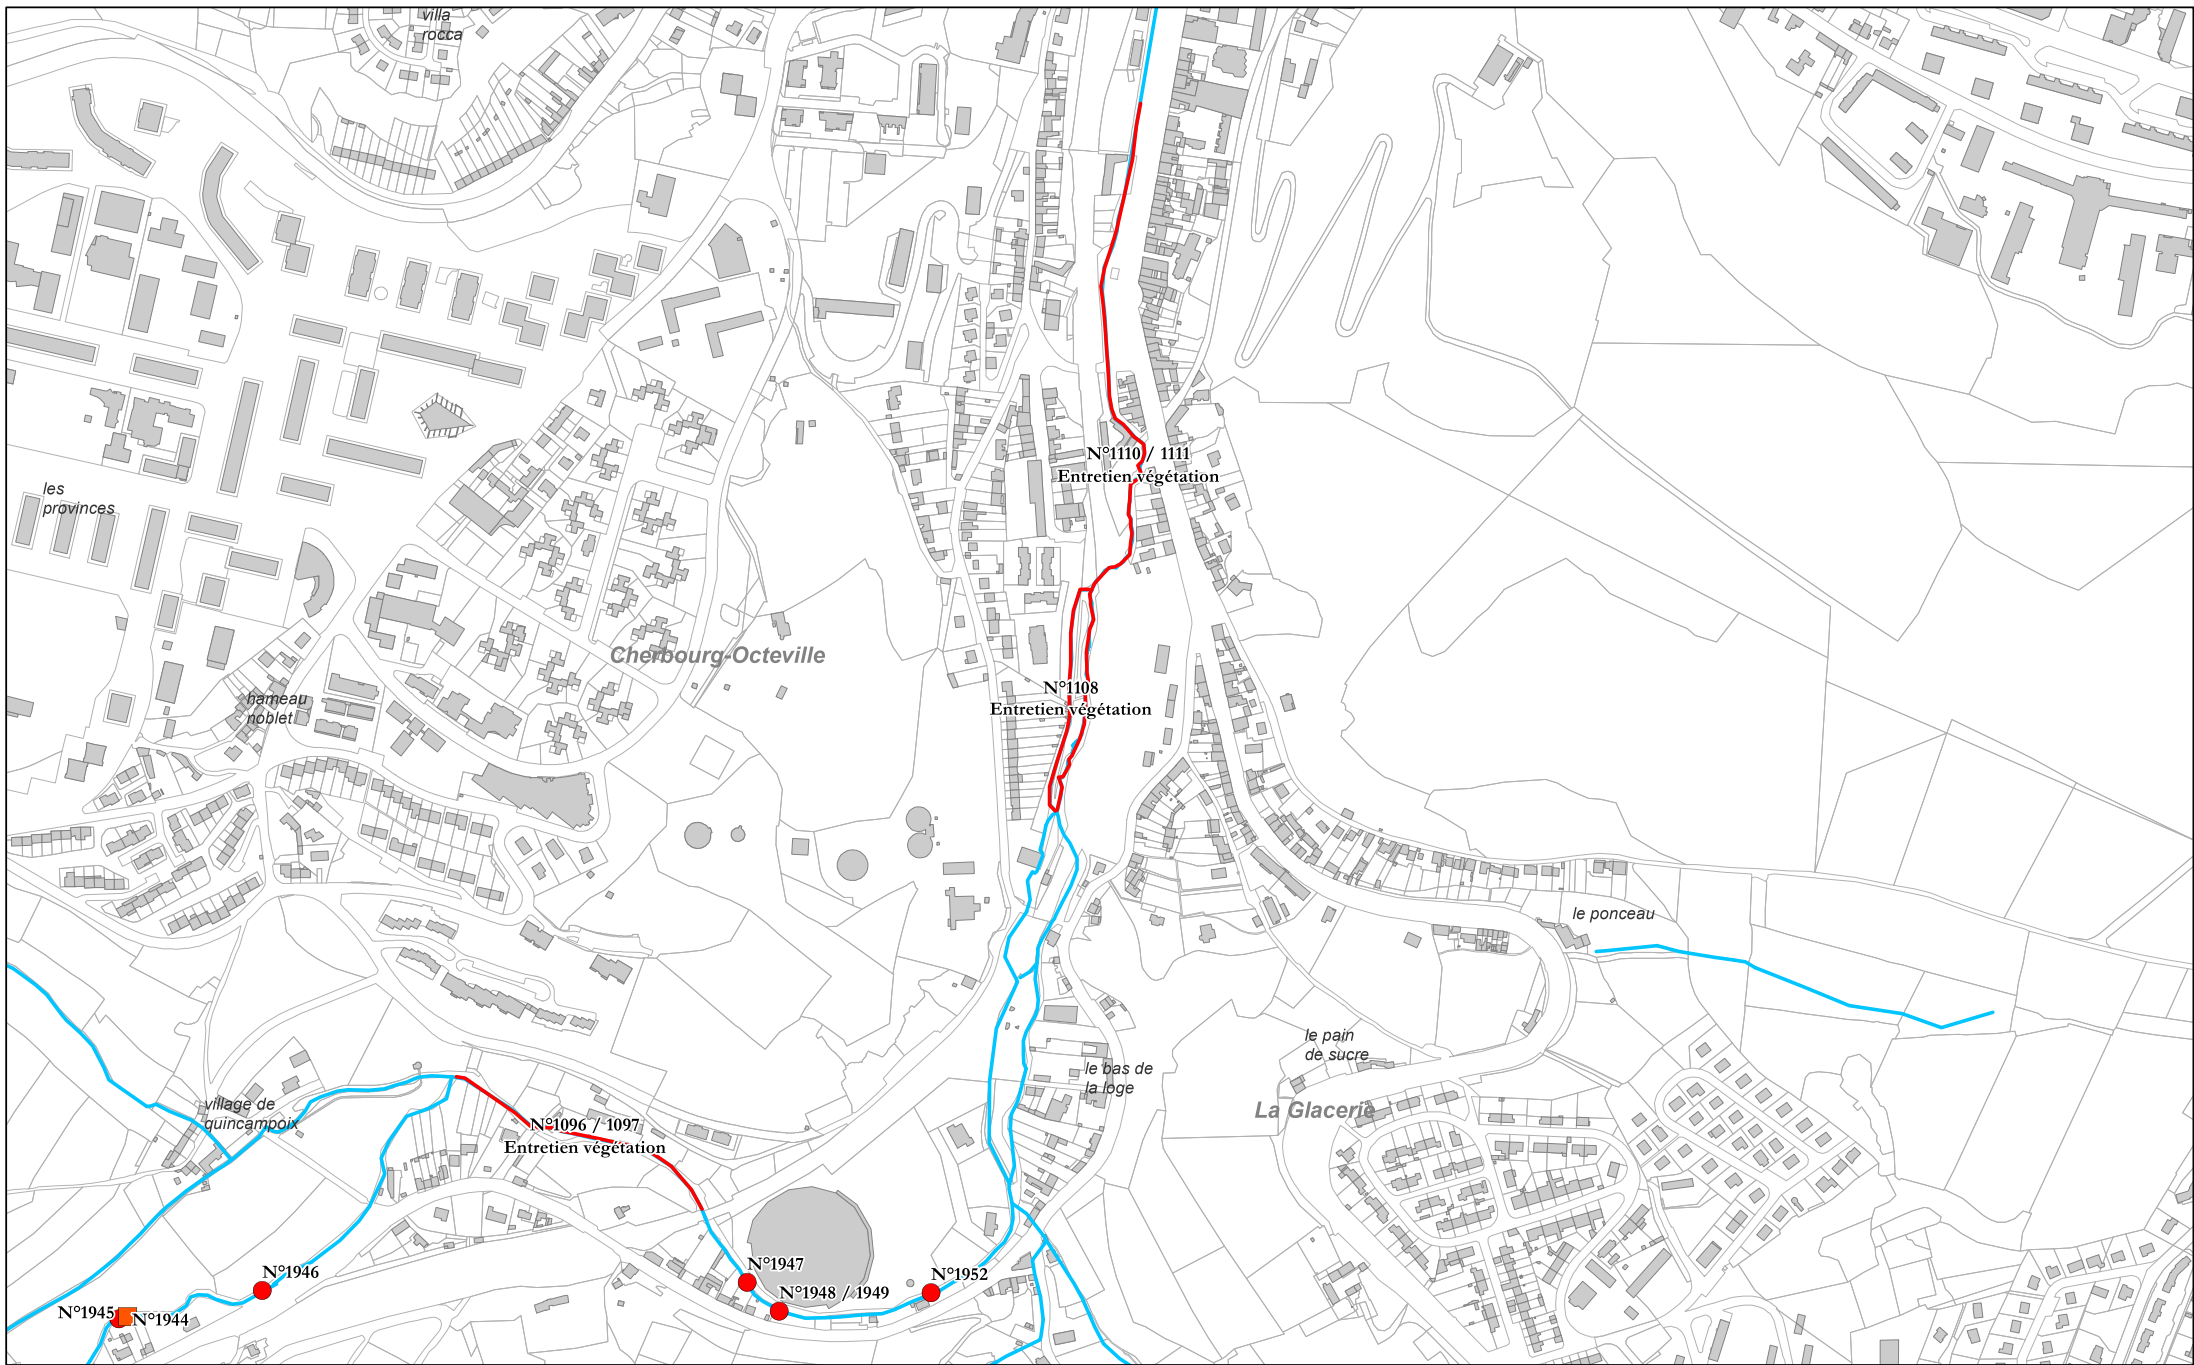 villa
rocca
N°1110 / 1111
Entretien végétation
les
provinces
Cherbourg-Octeville
N°1108
Entretien végétation
hameau
noblet
le ponceau
le pain
de sucre
le bas de
la loge
village de
quincampoix
La Glacerie
N°1096 / 1097
Entretien végétation
N°1946
N°1947
N°1952
N°1948 / 1949
N°1945
N°1944